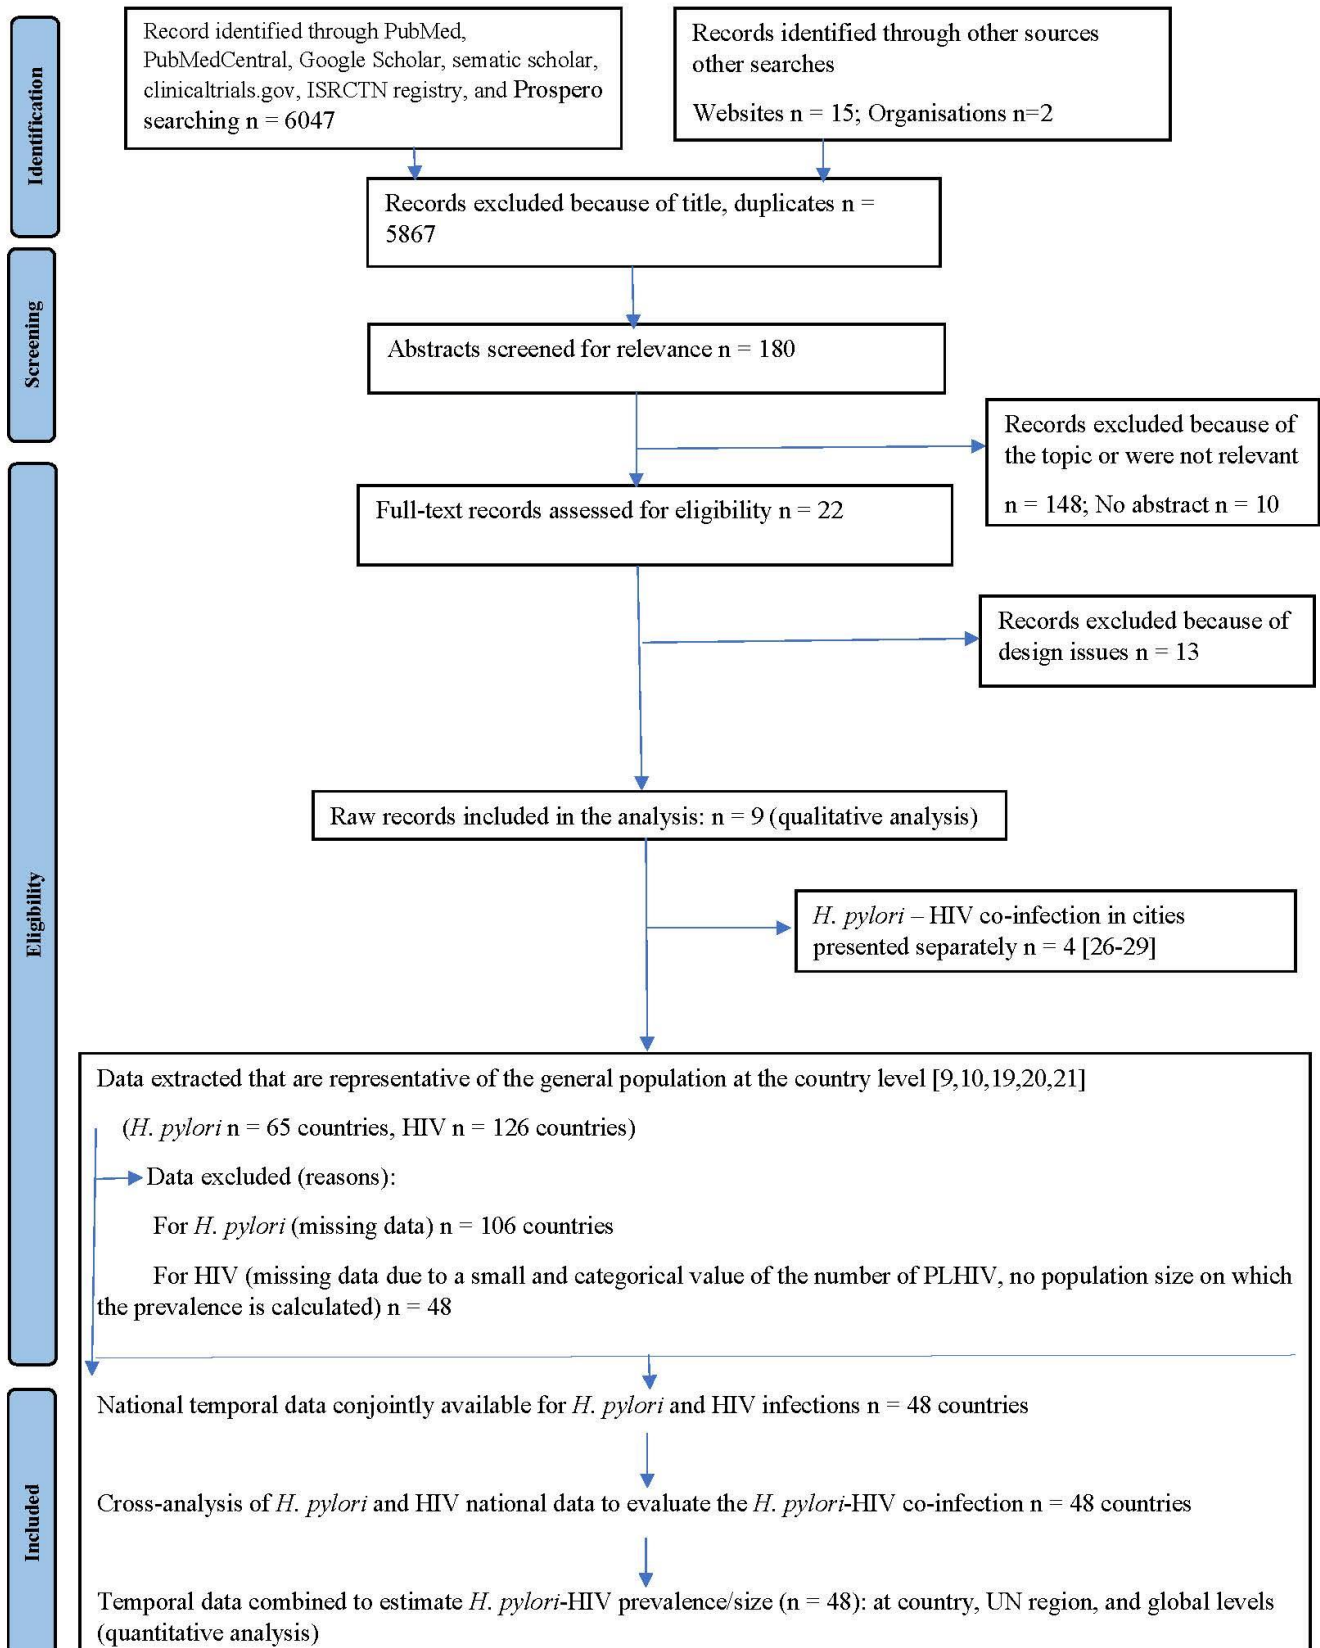 Identification
Record identified through PubMed,
PubMedCentral, Google Scholar, sematic scholar,
clinicaltrials.gov, ISRCTN registry, and Prospero
searching n = 6047
Records identified through other sources
other searches
Websites n = 15; Organisations n=2
Records excluded because of title, duplicates n =
5867
Screening
Abstracts screened for relevance n = 180
Records excluded because of
the topic or were not relevant
n = 148; No abstract n = 10
Eligibility
Full-text records assessed for eligibility n = 22
Records excluded because of
design issues n = 13
Raw records included in the analysis: n = 9 (qualitative analysis)
H. pylori – HIV co-infection in cities
presented separately n = 4 [26-29]
Data extracted that are representative of the general population at the country level [9,10,19,20,21]
(H. pylori n = 65 countries, HIV n = 126 countries)
Data excluded (reasons):
For H. pylori (missing data) n = 106 countries
For HIV (missing data due to a small and categorical value of the number of PLHIV, no population size on which
the prevalence is calculated) n = 48
Included
National temporal data conjointly available for H. pylori and HIV infections n = 48 countries
Cross-analysis of H. pylori and HIV national data to evaluate the H. pylori-HIV co-infection n = 48 countries
Temporal data combined to estimate H. pylori-HIV prevalence/size (n = 48): at country, UN region, and global levels
(quantitative analysis)